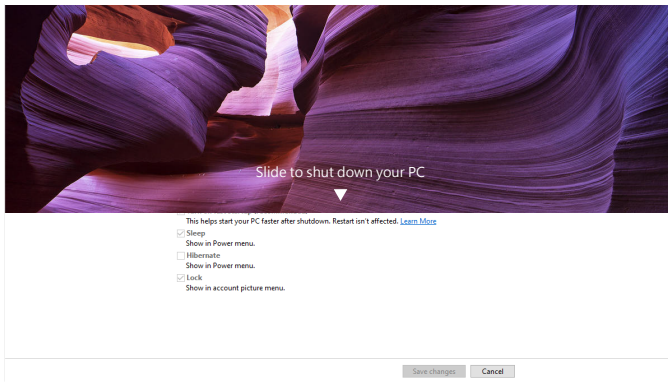 Slide to shut down your PC
This helps start your PC faster after shutdown. Restart isn't affected. Learn More
Sleep
Show in Power menu.
Hibernate
Show in Power menu.
Lock
Show in account picture menu.
Save changes
Cancel